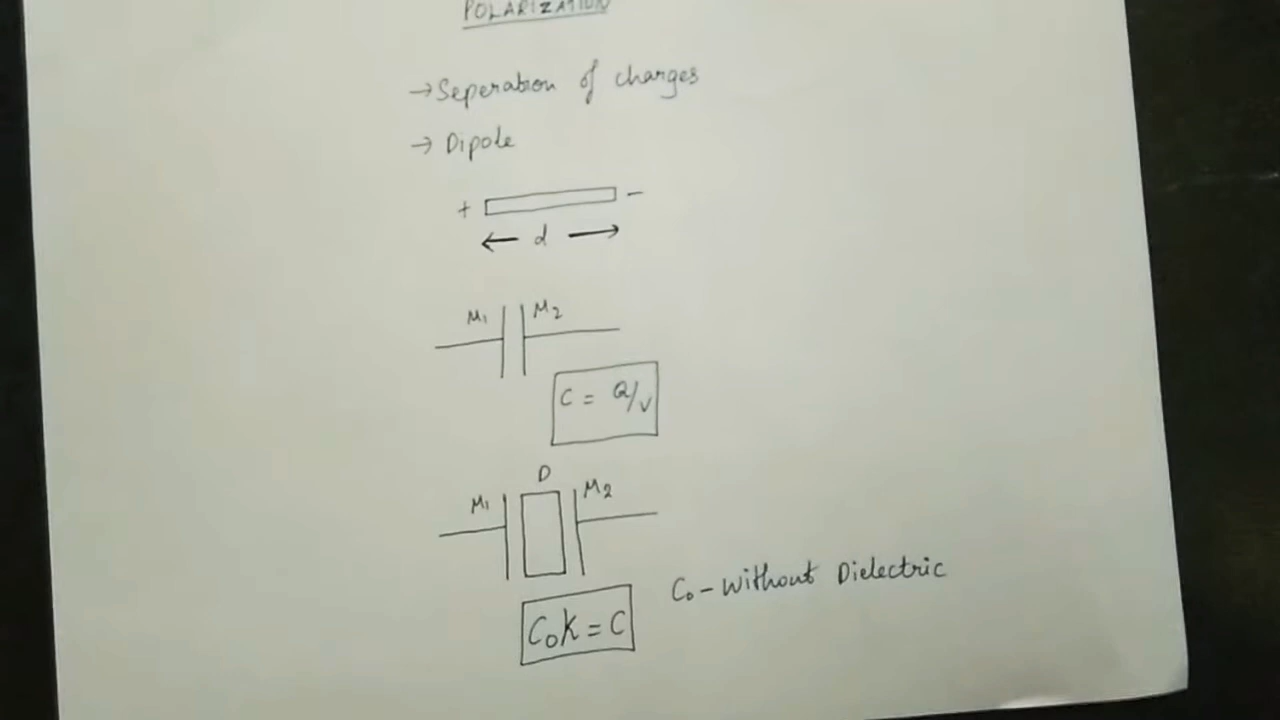 POLARIZATION
→ Seperation of charges
→ Dipole
+ -
← d →
M1 M2
C = Q/V
D
M1 M2
C0 - Without Dielectric
C0K = C